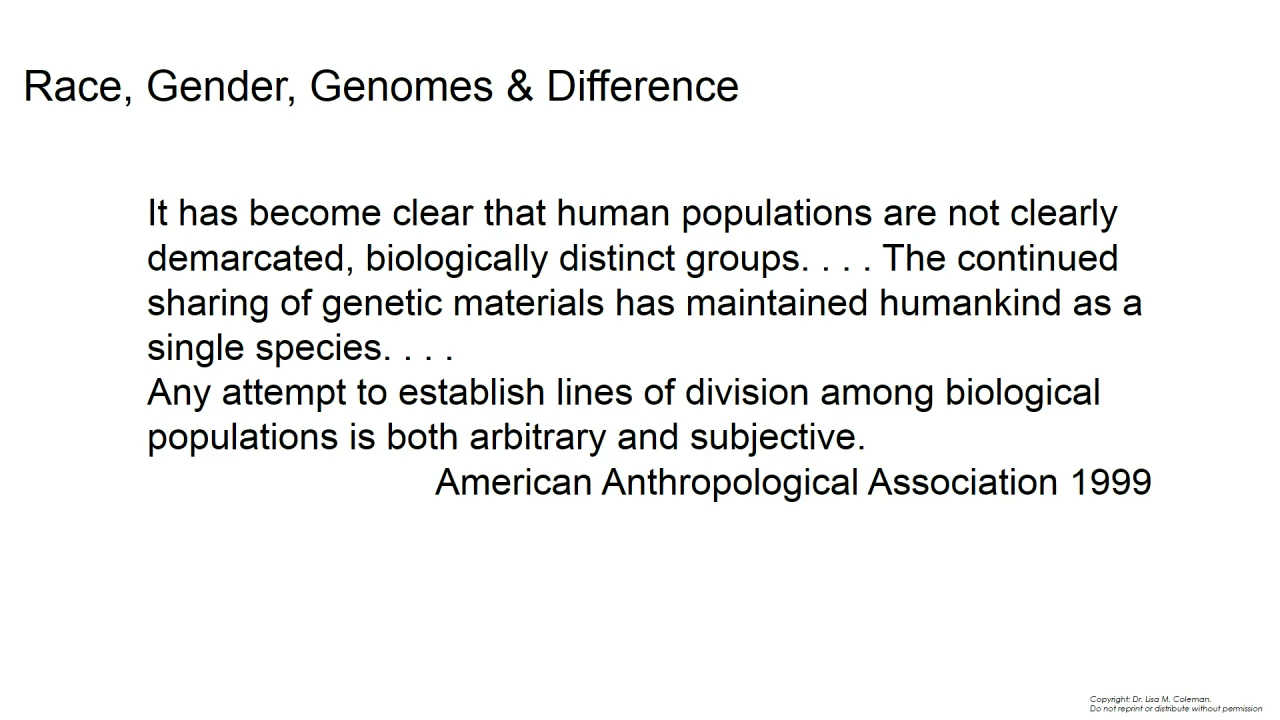 Race, Gender, Genomes & Difference
It has become clear that human populations are not clearly
demarcated, biologically distinct groups. . . . The continued
sharing of genetic materials has maintained humankind as a
single species. . . .
Any attempt to establish lines of division among biological
populations is both arbitrary and subjective.
American Anthropological Association 1999
Copyright: Dr. Lisa M. Coleman.
Do not reprint or distribute without permission